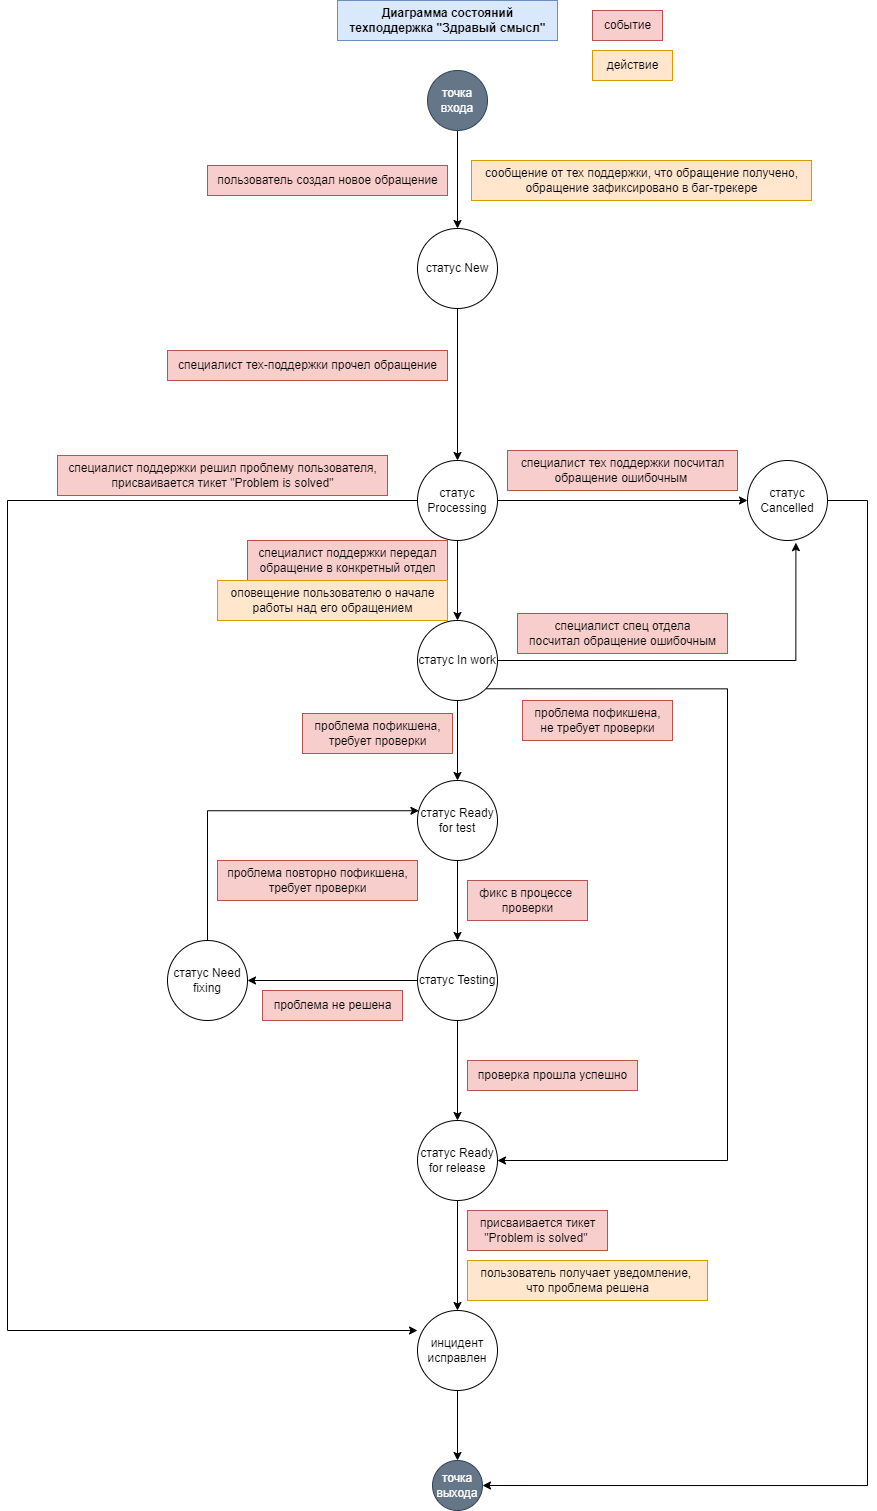 Диаграмма состояний
техподдержка "Здравый смысл"
событие
действие
точка
входа
пользователь создал новое обращение
сообщение от тех поддержки, что обращение получено,
обращение зафиксировано в баг-трекере
статус New
специалист тех-поддержки прочел обращение
специалист поддержки решил проблему пользователя,
присваивается тикет "Problem is solved"
статус
Processing
специалист тех поддержки посчитал
обращение ошибочным
статус
Cancelled
специалист поддержки передал
обращение в конкретный отдел
оповещение пользователю о начале
работы над его обращением
специалист спец отдела
посчитал обращение ошибочным
статус In work
проблема пофикшена,
требует проверки
проблема пофикшена,
не требует проверки
статус Ready
for test
проблема повторно пофикшена,
требует проверки
фикс в процессе
проверки
статус Need
fixing
статус Testing
проблема не решена
проверка прошла успешно
статус Ready
for release
присваивается тикет
"Problem is solved"
пользователь получает уведомление,
что проблема решена
инцидент
исправлен
точка
выхода